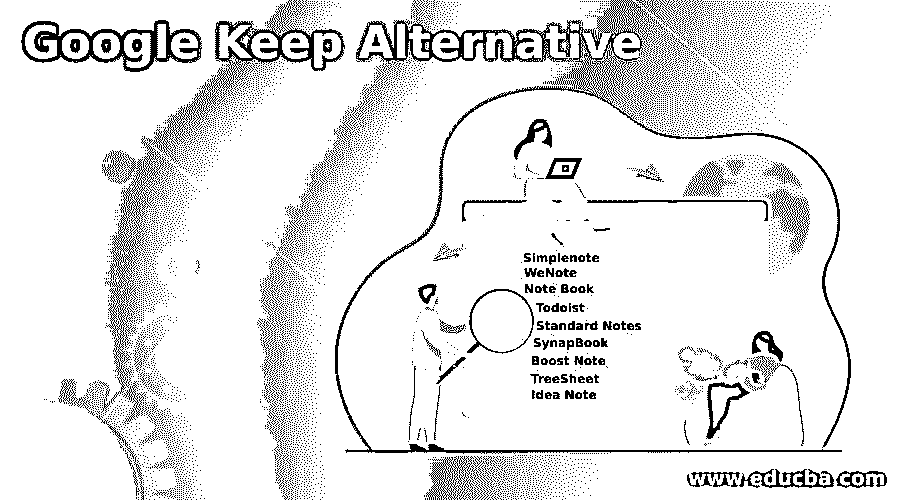 Google Keep Alternative
Simplenote
WeNote
Note Book
Todoist
Standard Notes
SynapBook
Boost Note
TreeSheet
Idea Note
www.educba.com